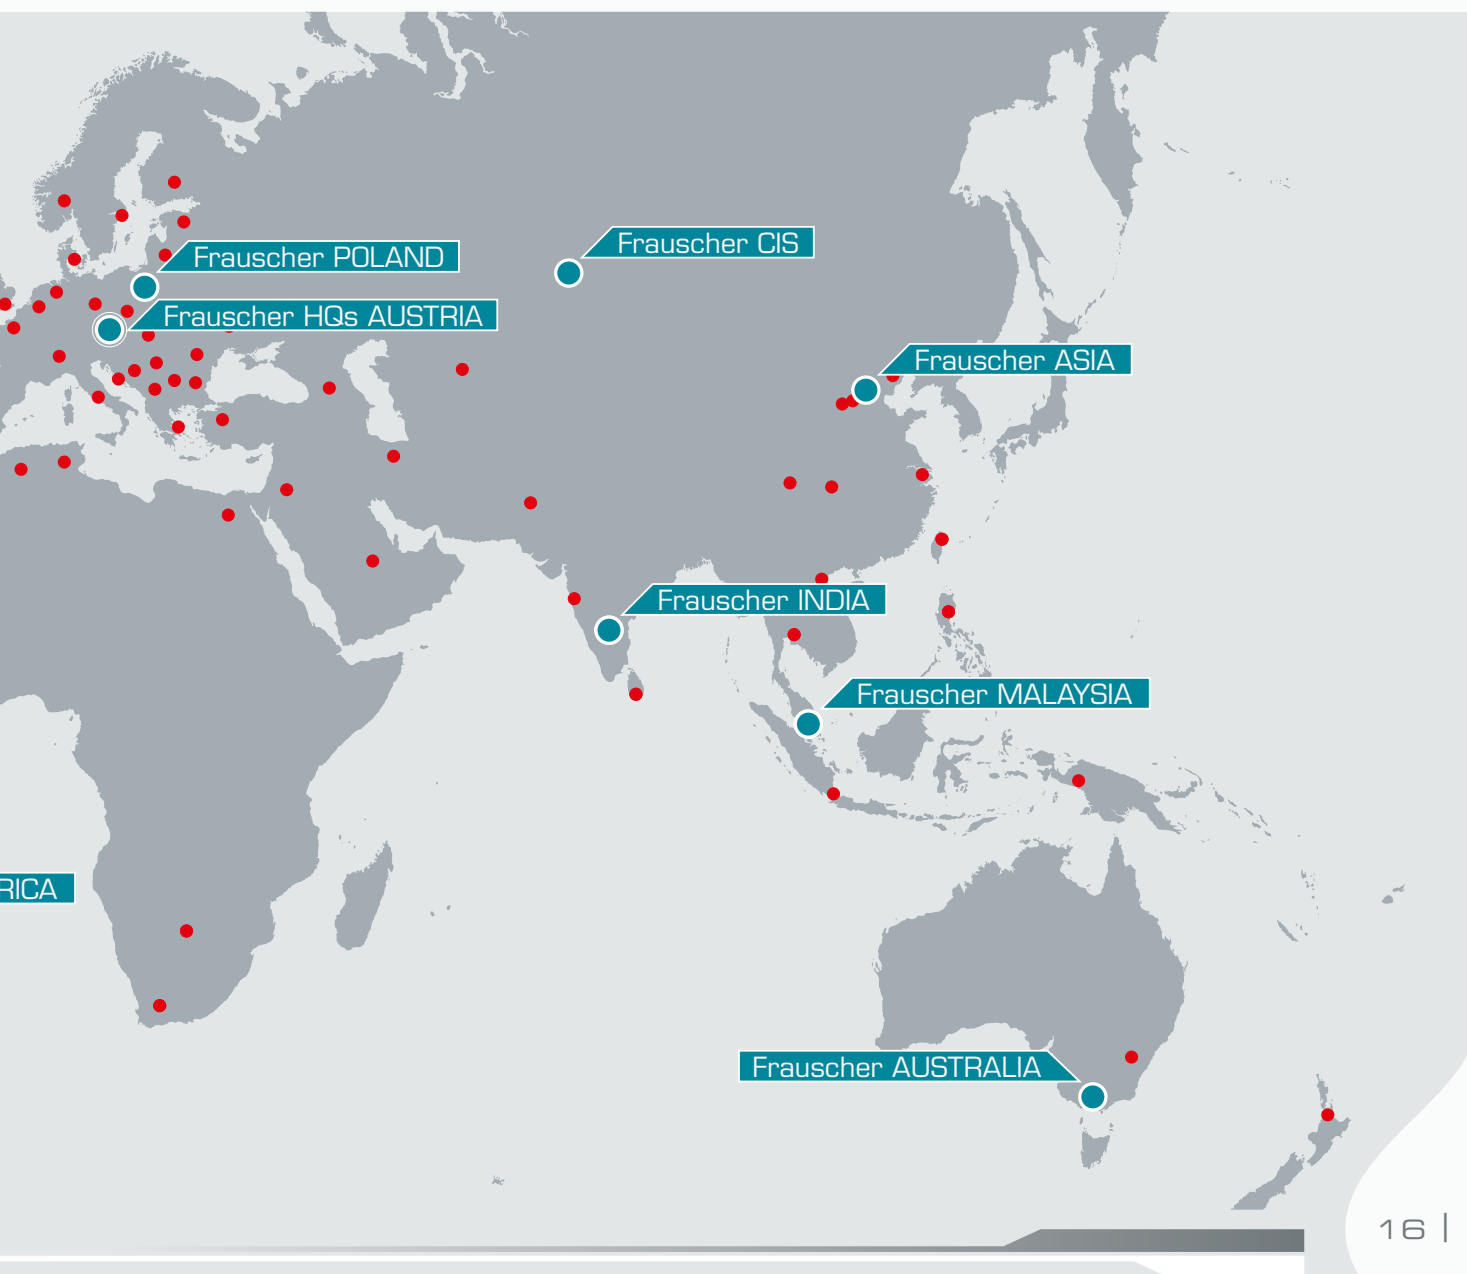 Frauscher CIS
Frauscher POLAND
Frauscher HQs AUSTRIA
Frauscher ASIA
Frauscher INDIA
Frauscher MALAYSIA
RICA
Frauscher AUSTRALIA
16 |